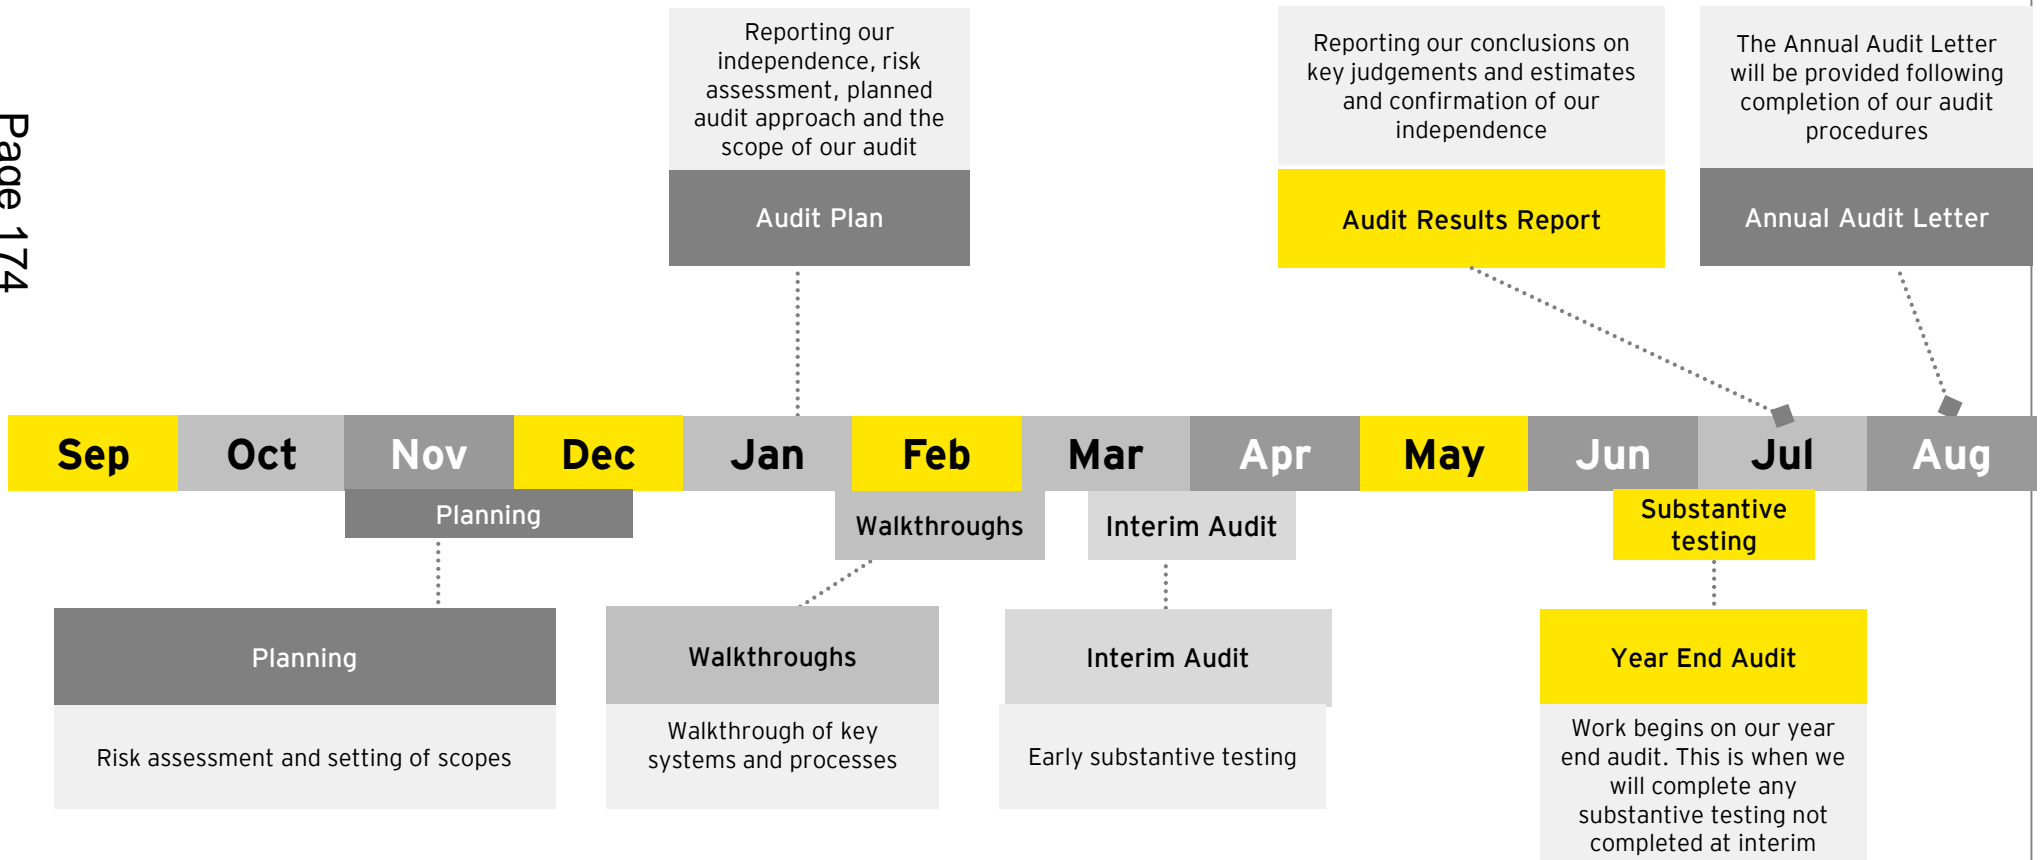 Page 174
Reporting our
independence, risk
assessment, planned
audit approach and the
scope of our audit
Audit Plan
Reporting our conclusions on
key judgements and estimates
and confirmation of our
independence
Audit Results Report
The Annual Audit Letter
will be provided following
completion of our audit
procedures
Annual Audit Letter
Sep Oct Nov Dec Jan Feb Mar Apr May Jun Jul Aug
Planning
Walkthroughs
Interim Audit
Substantive
testing
Planning
Risk assessment and setting of scopes
Walkthroughs
Walkthrough of key
systems and processes
Interim Audit
Early substantive testing
Year End Audit
Work begins on our year
end audit. This is when we
will complete any
substantive testing not
completed at interim